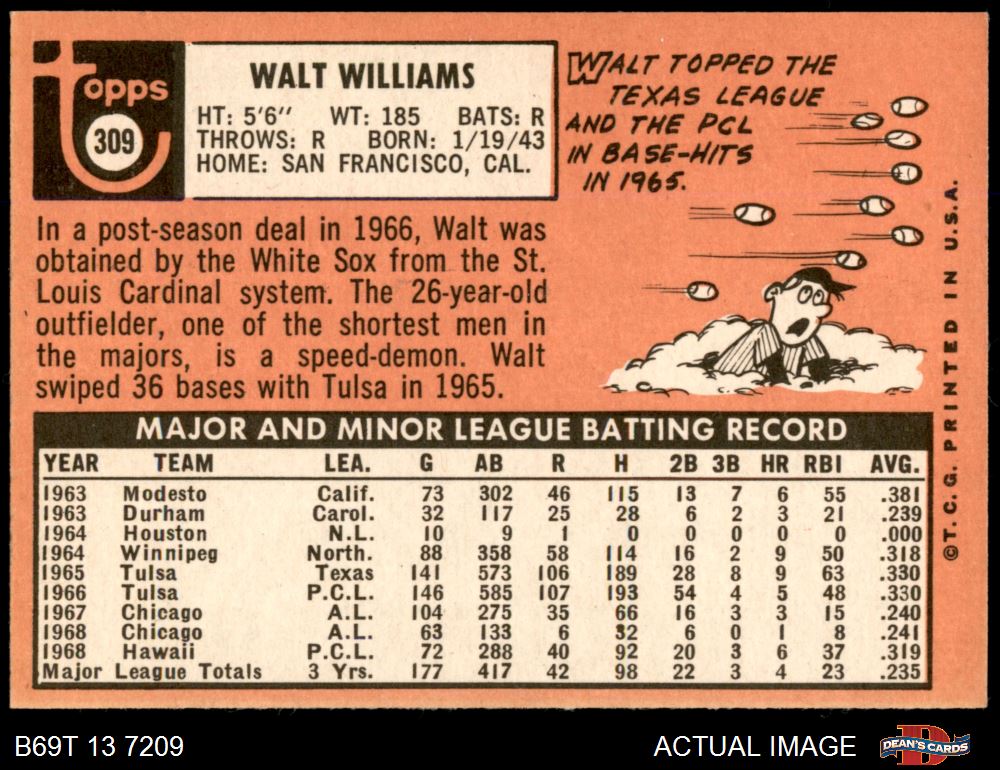 topps
309
WALT WILLIAMS
HT: 5'6" WT: 185 BATS: R
THROWS: R BORN: 1/19/43
HOME: SAN FRANCISCO, CAL.
WALT TOPPED THE
TEXAS LEAGUE
AND THE PCL
IN BASE-HITS
IN 1965.
In a post-season deal in 1966, Walt was
obtained by the White Sox from the St.
Louis Cardinal system. The 26-year-old
outfielder, one of the shortest men in
the majors, is a speed-demon. Walt
swiped 36 bases with Tulsa in 1965.
MAJOR AND MINOR LEAGUE BATTING RECORD
YEAR TEAM LEA. G AB R H 2B 3B HR RBI AVG.
1963 Modesto Calif. 73 302 46 115 13 7 6 55 .381
1963 Durham Carol. 32 117 25 28 6 2 3 21 .239
1964 Houston N.L. 10 9 1 0 0 0 0 0 .000
1964 Winnipeg North. 88 358 58 114 16 2 9 50 .318
1965 Tulsa Texas 141 573 106 189 28 8 9 63 .330
1966 Tulsa P.C.L. 146 585 107 193 54 4 5 48 .330
1967 Chicago A.L. 104 275 35 66 16 3 3 15 .240
1968 Chicago A.L. 63 133 6 32 6 0 1 8 .241
1968 Hawaii P.C.L. 72 288 40 92 20 3 6 37 .319
Major League Totals 3 Yrs. 177 417 42 98 22 3 4 23 .235
©T.C.G. PRINTED IN U.S.A.
B69T 13 7209
ACTUAL IMAGE
DEAN'S CARDS